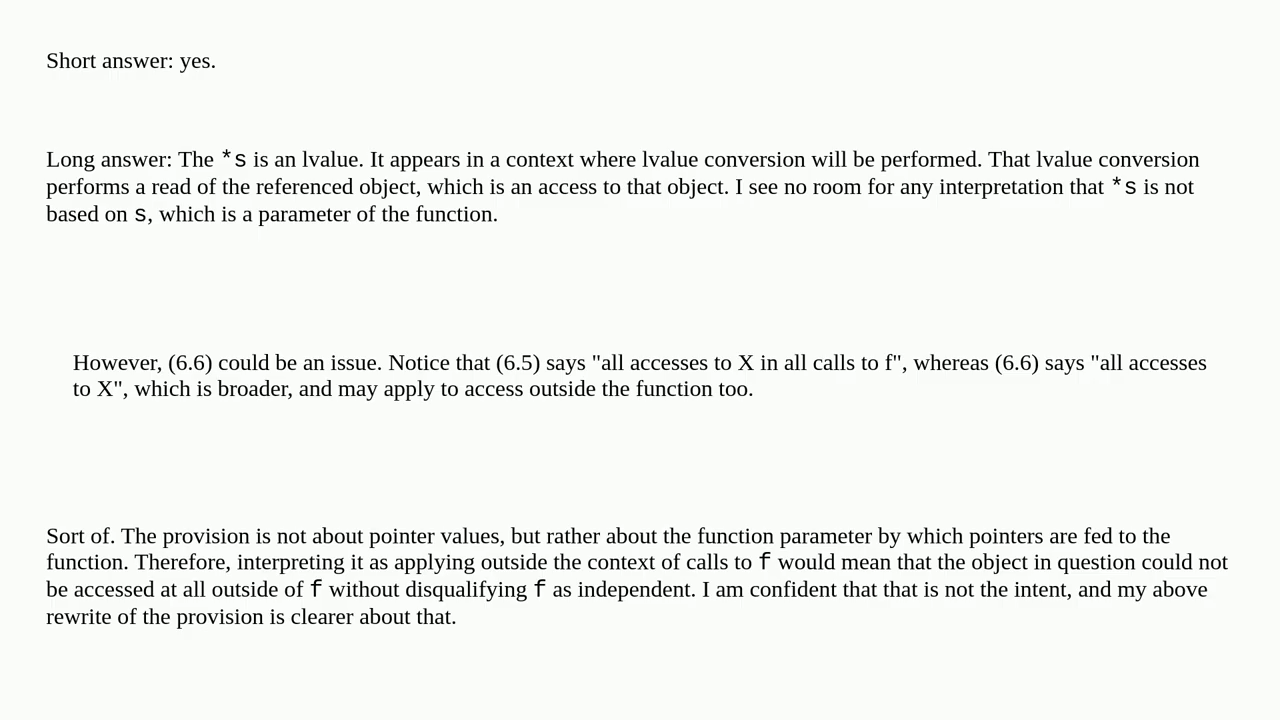 Short answer: yes.
Long answer: The *s is an lvalue. It appears in a context where lvalue conversion will be performed. That lvalue conversion
performs a read of the referenced object, which is an access to that object. I see no room for any interpretation that *s is not
based on s, which is a parameter of the function.
However, (6.6) could be an issue. Notice that (6.5) says "all accesses to X in all calls to f", whereas (6.6) says "all accesses
to X", which is broader, and may apply to access outside the function too.
Sort of. The provision is not about pointer values, but rather about the function parameter by which pointers are fed to the
function. Therefore, interpreting it as applying outside the context of calls to f would mean that the object in question could not
be accessed at all outside of f without disqualifying f as independent. I am confident that that is not the intent, and my above
rewrite of the provision is clearer about that.